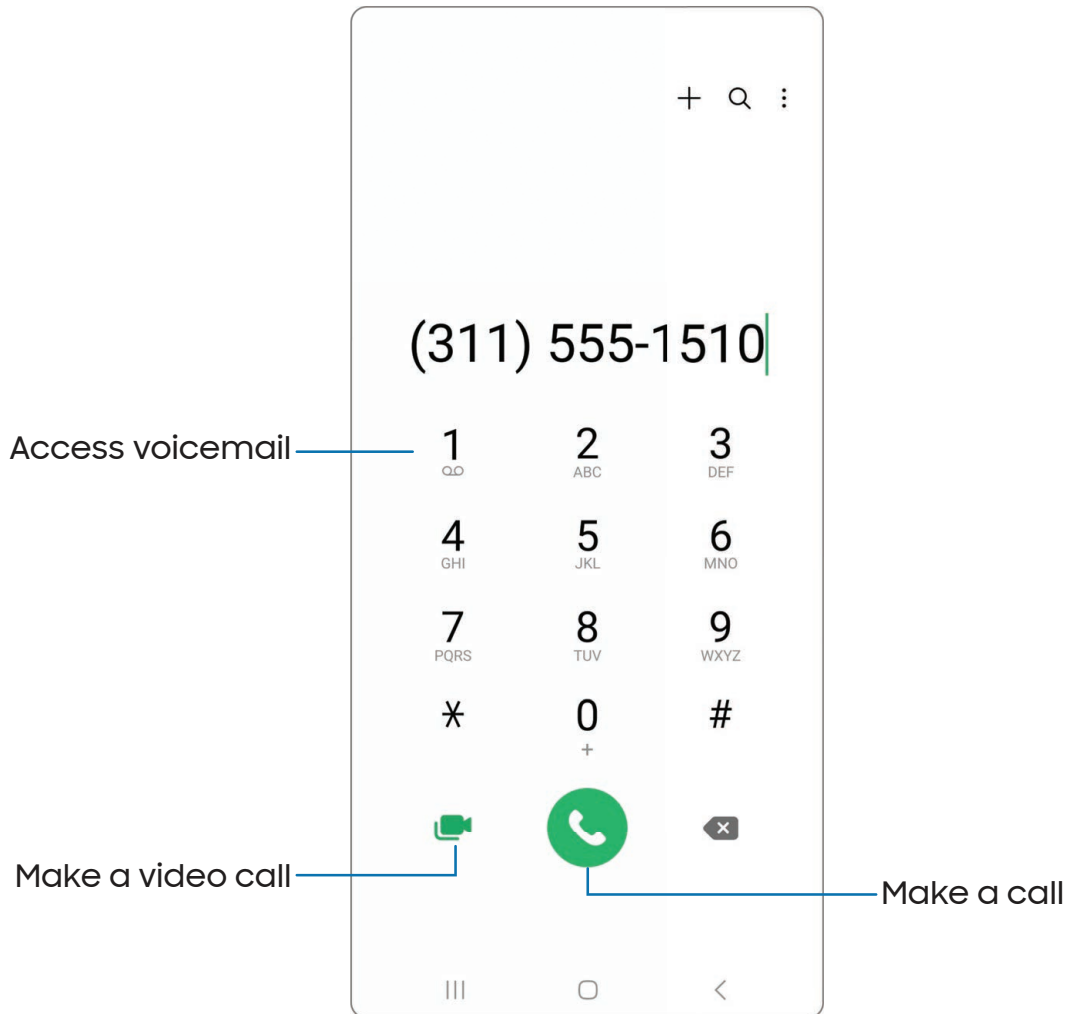 (311) 555-1510
Access voicemail
1 2 3
ABC DEF
4 5 6
GHI JKL MNO
7 8 9
PQRS TUV WXYZ
* 0 #
+
Make a video call
Make a call